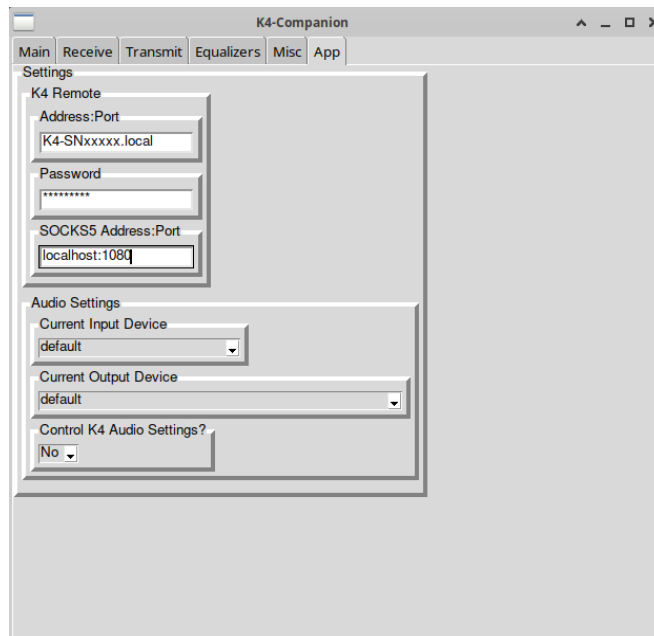 K4-Companion
Main Receive Transmit Equalizers Misc App
Settings
K4 Remote
Address:Port
K4-SNxxxxx.local
Password
*********
SOCKS5 Address:Port
localhost:1080
Audio Settings
Current Input Device
default
Current Output Device
default
Control K4 Audio Settings?
No